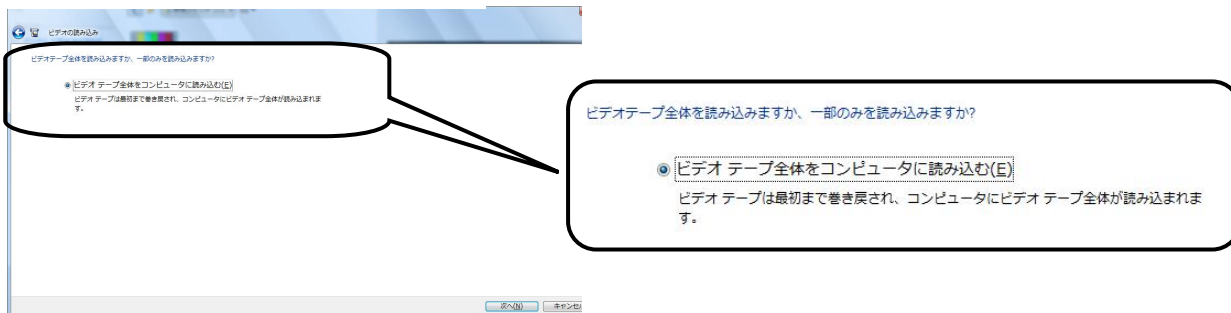 ビデオの読み込み
ビデオテープ全体を読み込みますか、一部のみを読み込みますか?
ビデオ テープ全体をコンピュータに読み込む(E)
ビデオ テープは最初まで巻き戻され、コンピュータにビデオ テープ全体が読み込まれま
す。
次へ(N)
キャンセル
ビデオテープ全体を読み込みますか、一部のみを読み込みますか?
ビデオ テープ全体をコンピュータに読み込む(E)
ビデオ テープは最初まで巻き戻され、コンピュータにビデオ テープ全体が読み込まれま
す。